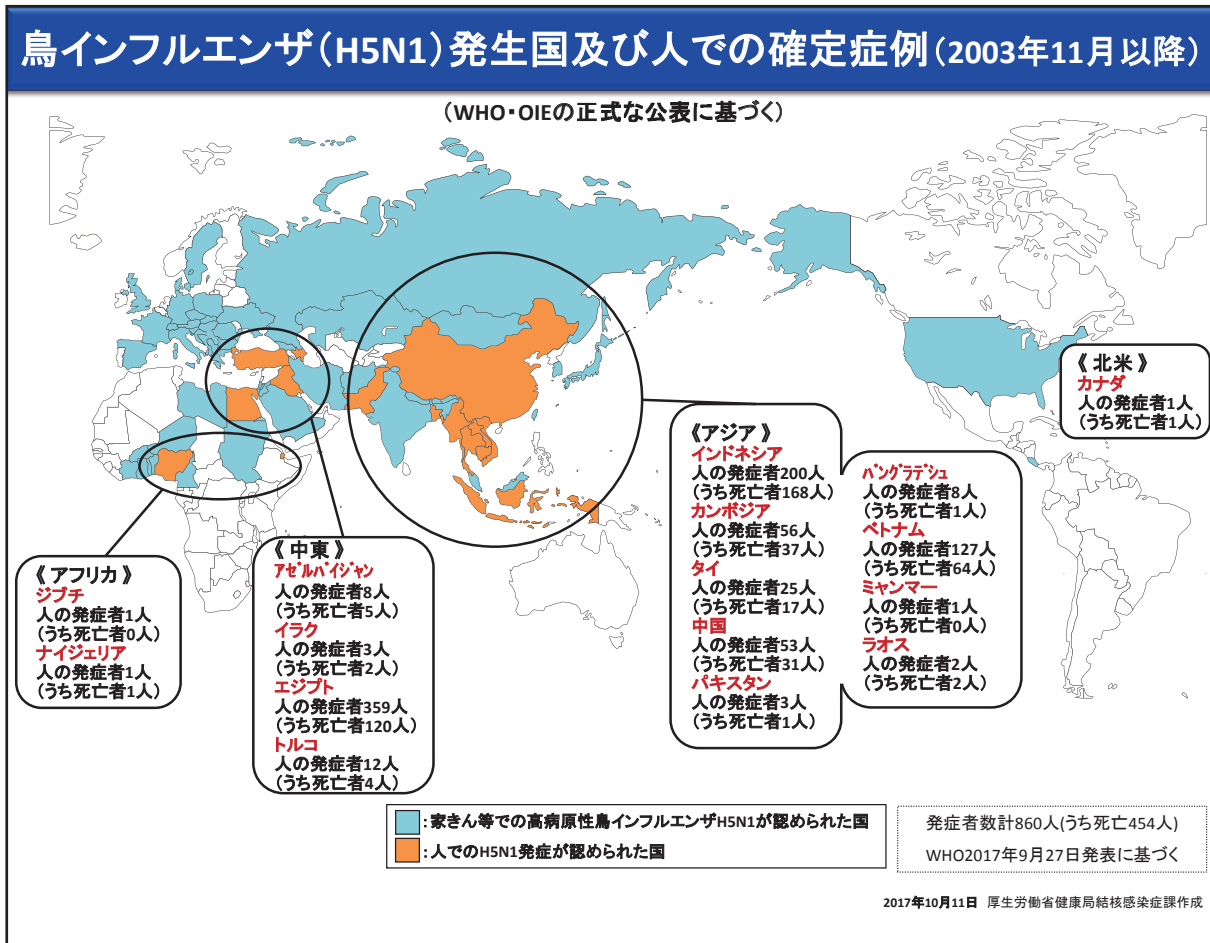 鳥インフルエンザ(H5N1)発生国及び人での確定症例(2003年11月以降)
(WHO・OIEの正式な公表に基づく)
《 北米 》
カナダ
人の発症者1人
(うち死亡者1人)
《アジア 》
インドネシア
人の発症者200人
(うち死亡者168人)
カンボジア
人の発症者56人
(うち死亡者37人)
タイ
人の発症者25人
(うち死亡者17人)
中国
人の発症者53人
(うち死亡者31人)
パキスタン
人の発症者3人
(うち死亡者1人)
バングラデシュ
人の発症者8人
(うち死亡者1人)
ベトナム
人の発症者127人
(うち死亡者64人)
ミャンマー
人の発症者1人
(うち死亡者0人)
ラオス
人の発症者2人
(うち死亡者2人)
《 アフリカ 》
ジブチ
人の発症者1人
(うち死亡者0人)
ナイジェリア
人の発症者1人
(うち死亡者1人)
《 中東 》
アゼルバイジャン
人の発症者8人
(うち死亡者5人)
イラク
人の発症者3人
(うち死亡者2人)
エジプト
人の発症者359人
(うち死亡者120人)
トルコ
人の発症者12人
(うち死亡者4人)
:家きん等での高病原性鳥インフルエンザH5N1が認められた国
:人でのH5N1発症が認められた国
発症者数計860人(うち死亡454人)
WHO2017年9月27日発表に基づく
2017年10月11日 厚生労働省健康局結核感染症課作成